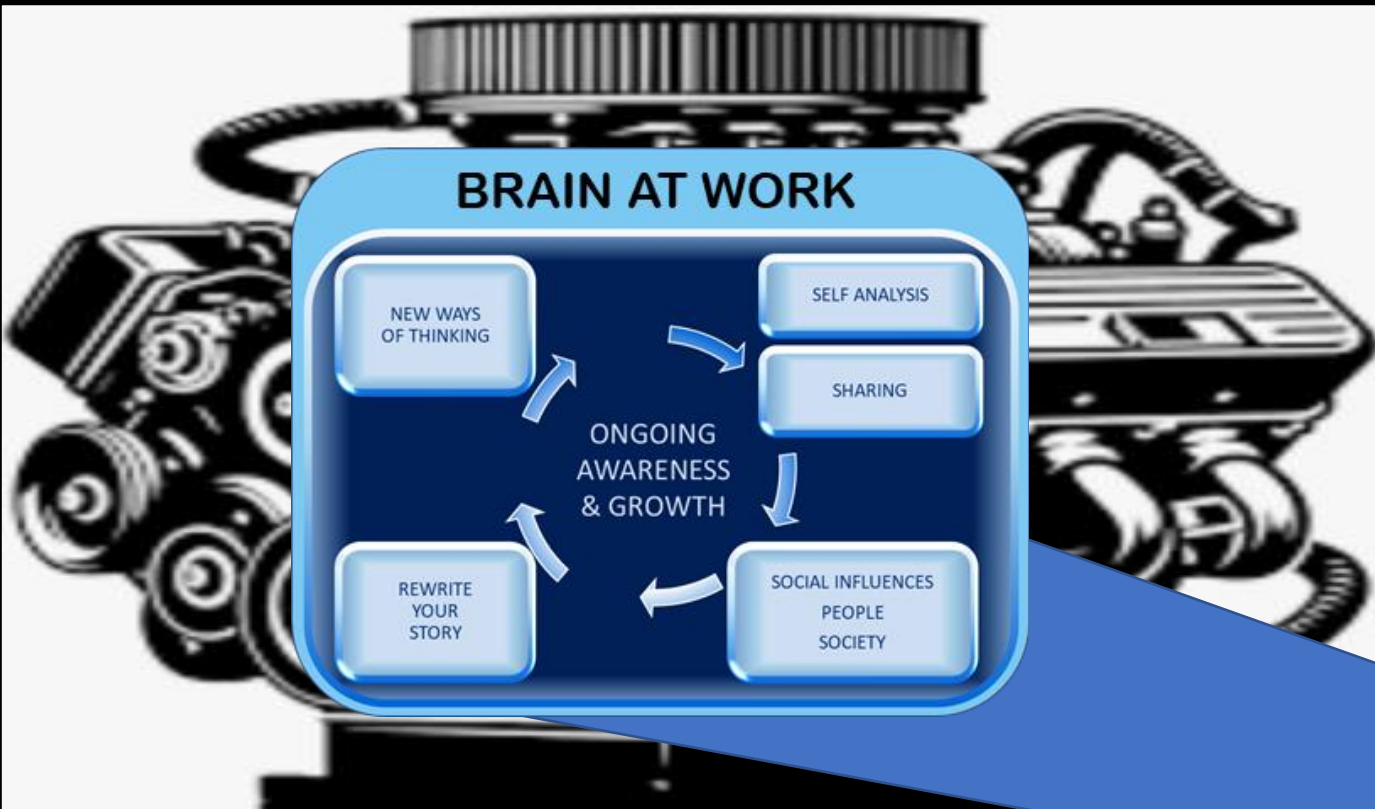 BRAIN AT WORK
NEW WAYS
OF THINKING
SELF ANALYSIS
SHARING
ONGOING
AWARENESS
& GROWTH
REWRITE
YOUR
STORY
SOCIAL INFLUENCES
PEOPLE
SOCIETY